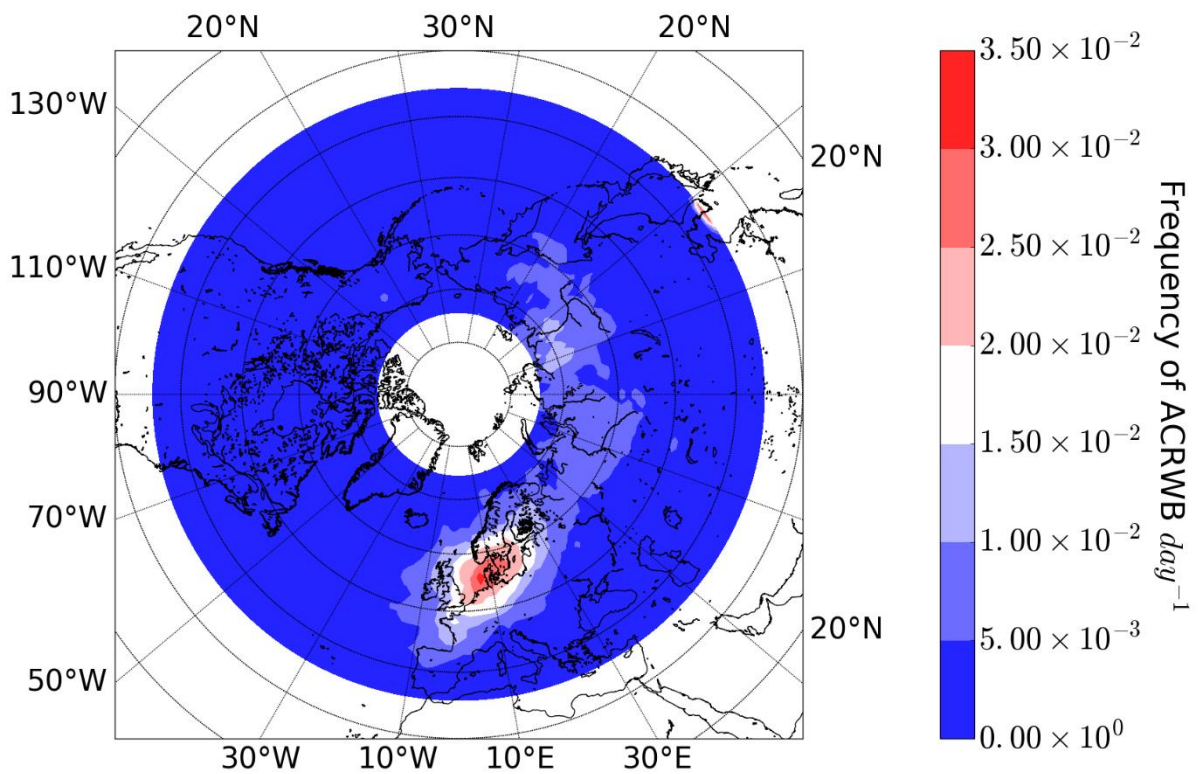 20°N 30°N 20°N
130°W
20°N
110°W
90°W
70°W
20°N
50°W
30°W 10°W 10°E 30°E
3.50 × 10⁻²
3.00 × 10⁻²
2.50 × 10⁻²
2.00 × 10⁻²
1.50 × 10⁻²
1.00 × 10⁻²
5.00 × 10⁻³
0.00 × 10⁰
Frequency of ACRWB day⁻¹